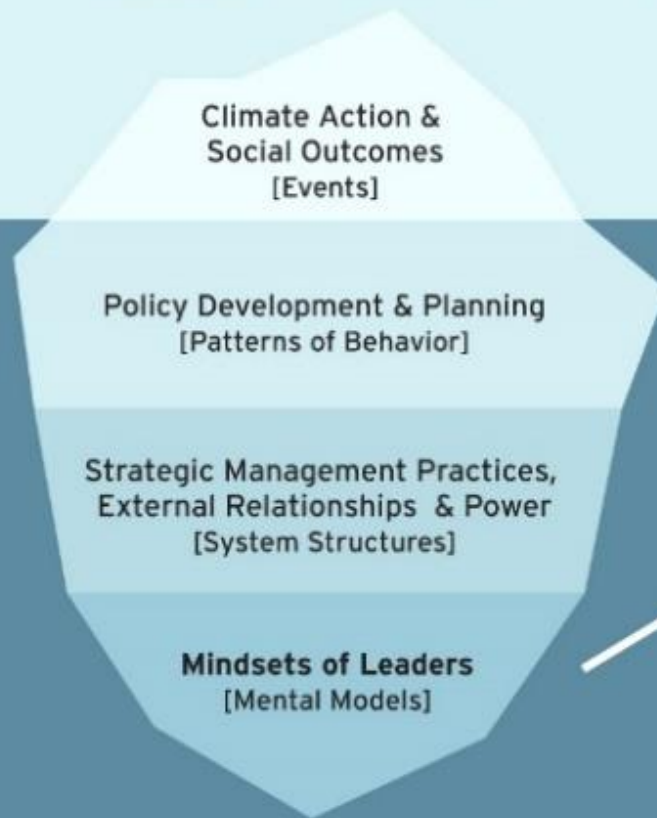 Climate Action &
Social Outcomes
[Events]
Policy Development & Planning
[Patterns of Behavior]
Strategic Management Practices,
External Relationships & Power
[System Structures]
Mindsets of Leaders
[Mental Models]